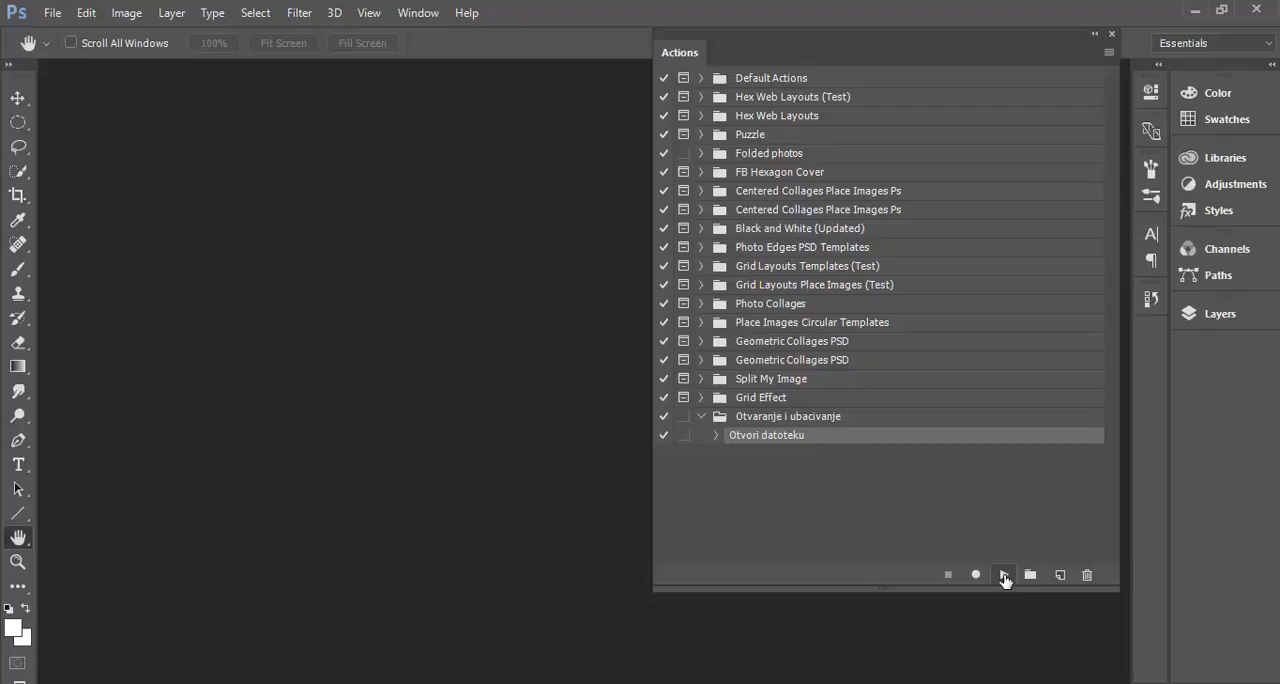 Ps File Edit Image Layer Type Select Filter 3D View Window Help
Scroll All Windows 100% Fit Screen Fill Screen Essentials
Actions
Default Actions
Hex Web Layouts (Test)
Hex Web Layouts
Puzzle
Folded photos
FB Hexagon Cover
Centered Collages Place Images Ps
Centered Collages Place Images Ps
Black and White (Updated)
Photo Edges PSD Templates
Grid Layouts Templates (Test)
Grid Layouts Place Images (Test)
Photo Collages
Place Images Circular Templates
Geometric Collages PSD
Geometric Collages PSD
Split My Image
Grid Effect
Otvaranje i ubacivanje
Otvori datoteku
Color
Swatches
Libraries
Adjustments
Styles
Channels
Paths
Layers